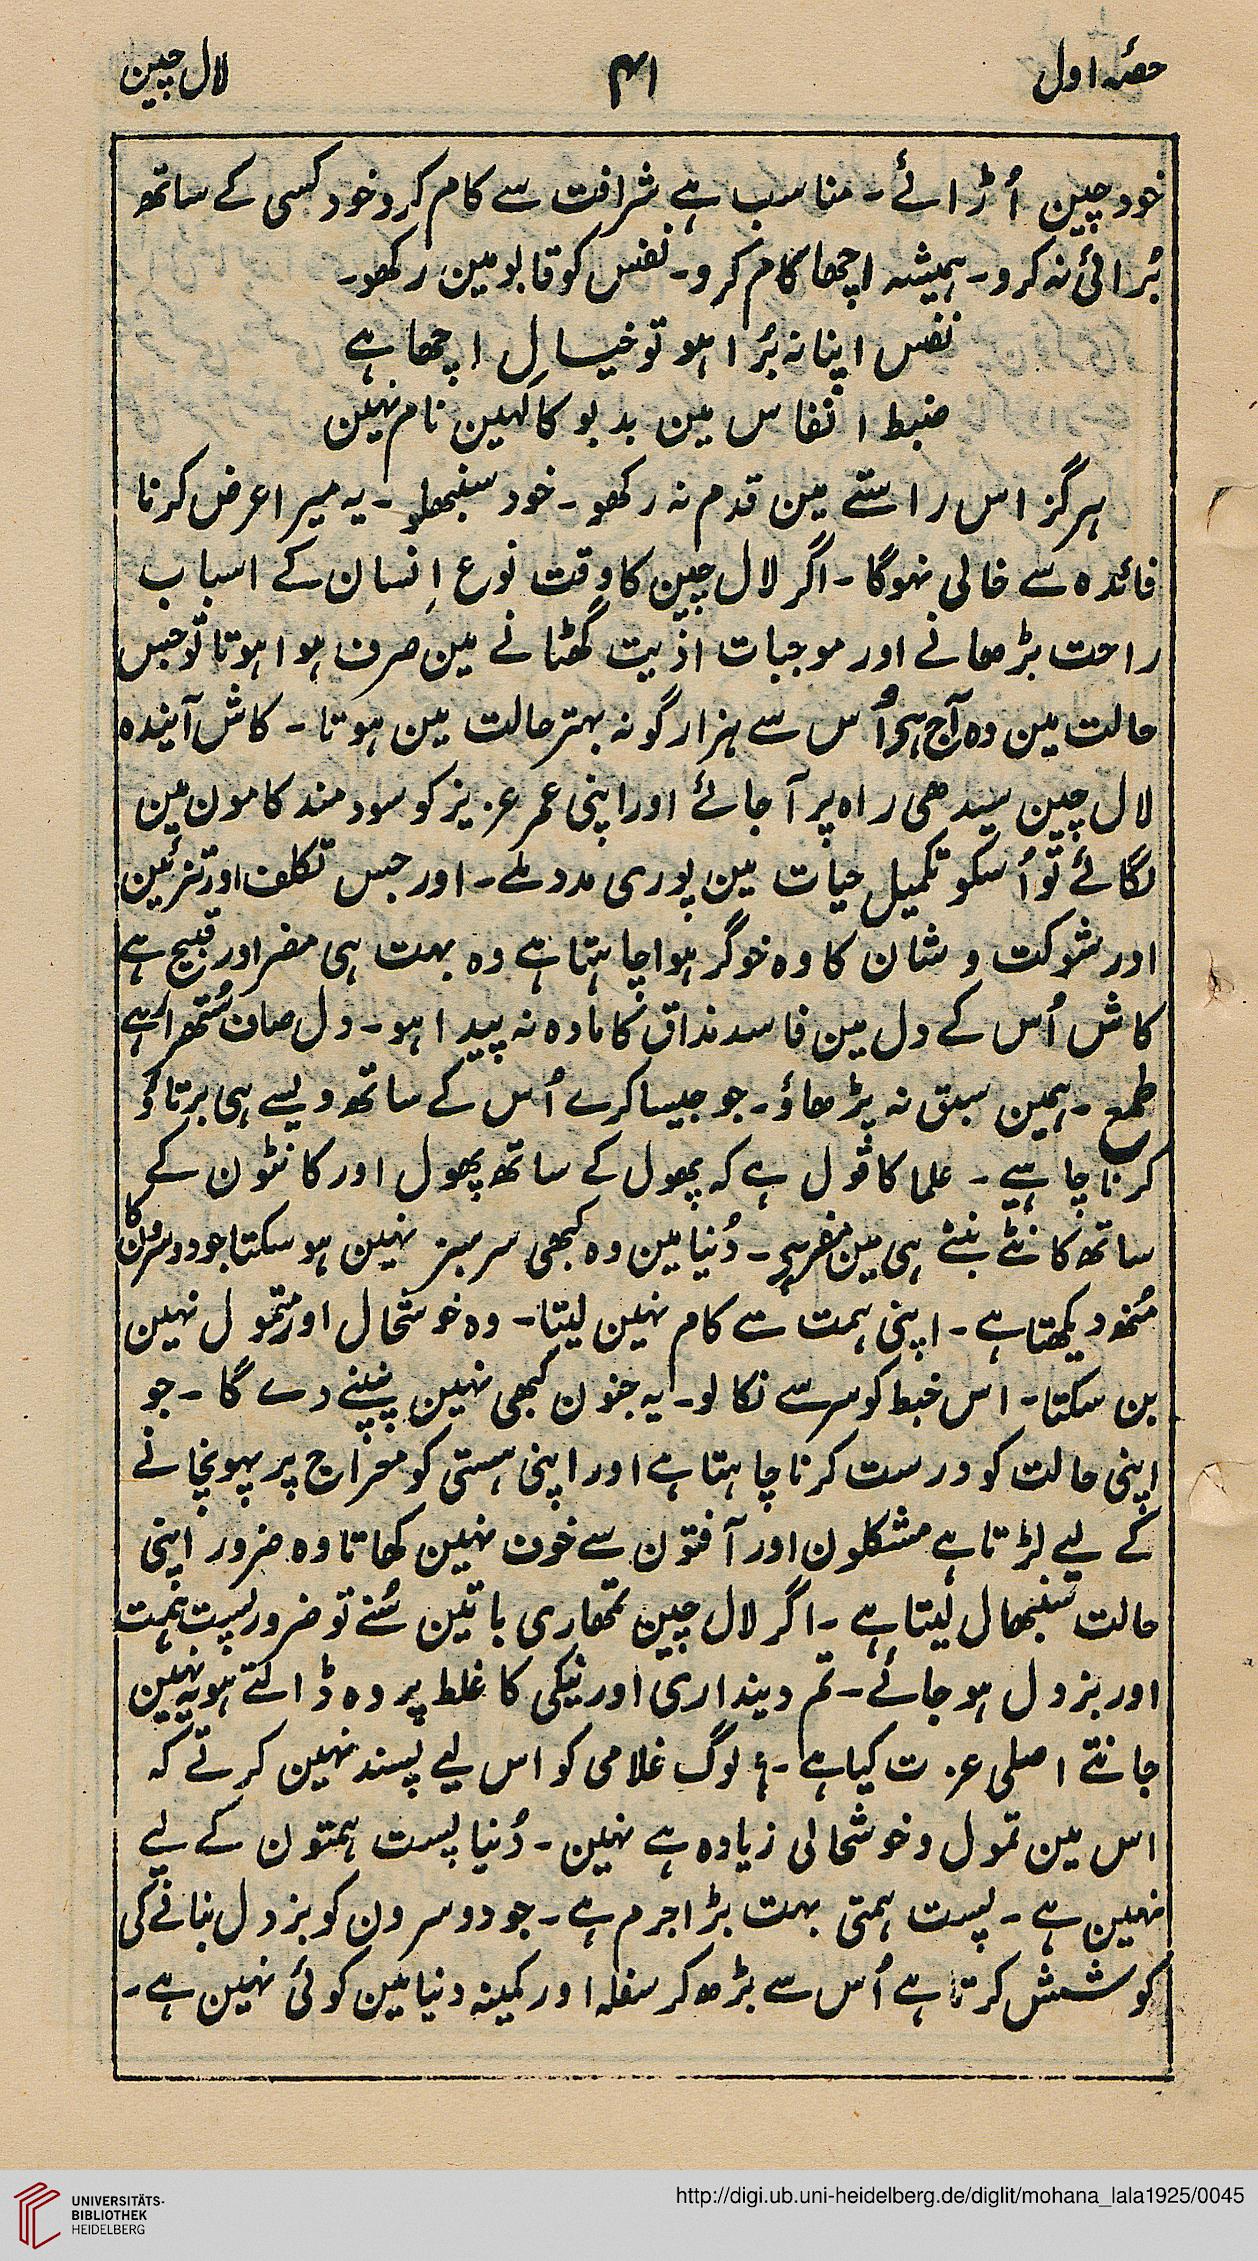 حصّہ اول
۴۱
لال چین
خود چین اُڑائے۔ مناسب ہے شرافت سے کام کرو خود کسی کے ساتھ
بُرائی نہ کرو۔ ہمیشہ اچھا کام کرو۔ نفس کو قابو مین رکھو۔
نفس اپنا نہ بُرا ہو تو خیال اچھا ہے
ضبط انفاس مین بدبو کا کہین نام نہین
ہرگز اس راستے مین قدم نہ رکھو۔ خود سنبھلو۔ یہ میرا عرض کرنا
فائدہ سے خالی نہوگا۔ اگر لال چین کا وقت نوع اِنسان کے اسباب
راحت بڑھانے اور موجبات اذیت گھٹانے مین صرف ہوا ہوتا تو جس
حالت مین وہ آج ہی اُس سے ہزار گونہ بہتر حالت مین ہوتا۔ کاش آیندہ
لال چین سیدھی راہ پر آجائے اور اپنی عمر عزیز کو سودمند کامون مین
لگائے تو اُسکو تکمیل حیات مین پوری مدد ملے۔ اور جس تکلف اور تزئین
اور شوکت و شان کا وہ خوگر ہوا چاہتا ہے وہ بہت ہی مضر اور قبیح ہے
کاش اُس کے دل مین فاسد مذاق کا مادہ نہ پیدا ہو۔ دل صاف سُتھرا رہے
طمع۔ ہمین سبق نہ پڑھاؤ۔ جو جیسا کرے اُس کے ساتھ ویسے ہی برتاؤ
کرنا چاہیے۔ علما کا قول ہے کہ پھول کے ساتھ پھول اور کانٹون کے
ساتھ کانٹے بننے ہی مین مفر ہے۔ دُنیا مین وہ کبھی سرسبز نہین ہو سکتا جو دوسرون کا
مُنھ دیکھتا ہے۔ اپنی ہمت سے کام نہین لیتا۔ وہ خوشحال اور متمول نہین
بن سکتا۔ اس خبط کو سر سے نکالو۔ یہ جنون کبھی نہین پنپنے دے گا۔ جو
اپنی حالت کو درست کرنا چاہتا ہے اور اپنی ہستی کو معراج پر پہونچانے
کے لیے لڑتا ہے مشکلون اور آفتون سے خوف نہین کھاتا وہ ضرور اپنی
حالت سنبھال لیتا ہے۔ اگر لال چین تمھاری باتین سُنے تو ضرور پست ہمت
اور بزدل ہو جائے۔ تم دینداری اور نیکی کا غلط پردہ ڈالتے ہو یہ نہین
جانتے اصلی عزت کیا ہے۔ لوگ غلامی کو اس لیے پسند نہین کرتے کہ
اس مین تمول و خوشحالی زیادہ ہے نہین۔ دُنیا پست ہمتون کے لیے
نہین ہے۔ پست ہمتی بہت بڑا جرم ہے۔ جو دوسرون کو بزدل بنانے کی
کوشش کرتا ہے اُس سے بڑھ کر سفلہ اور کمینہ دنیا مین کوئی نہین ہے۔
UNIVERSITÄTS-
BIBLIOTHEK
HEIDELBERG
http://digi.ub.uni-heidelberg.de/diglit/mohana_lala1925/0045